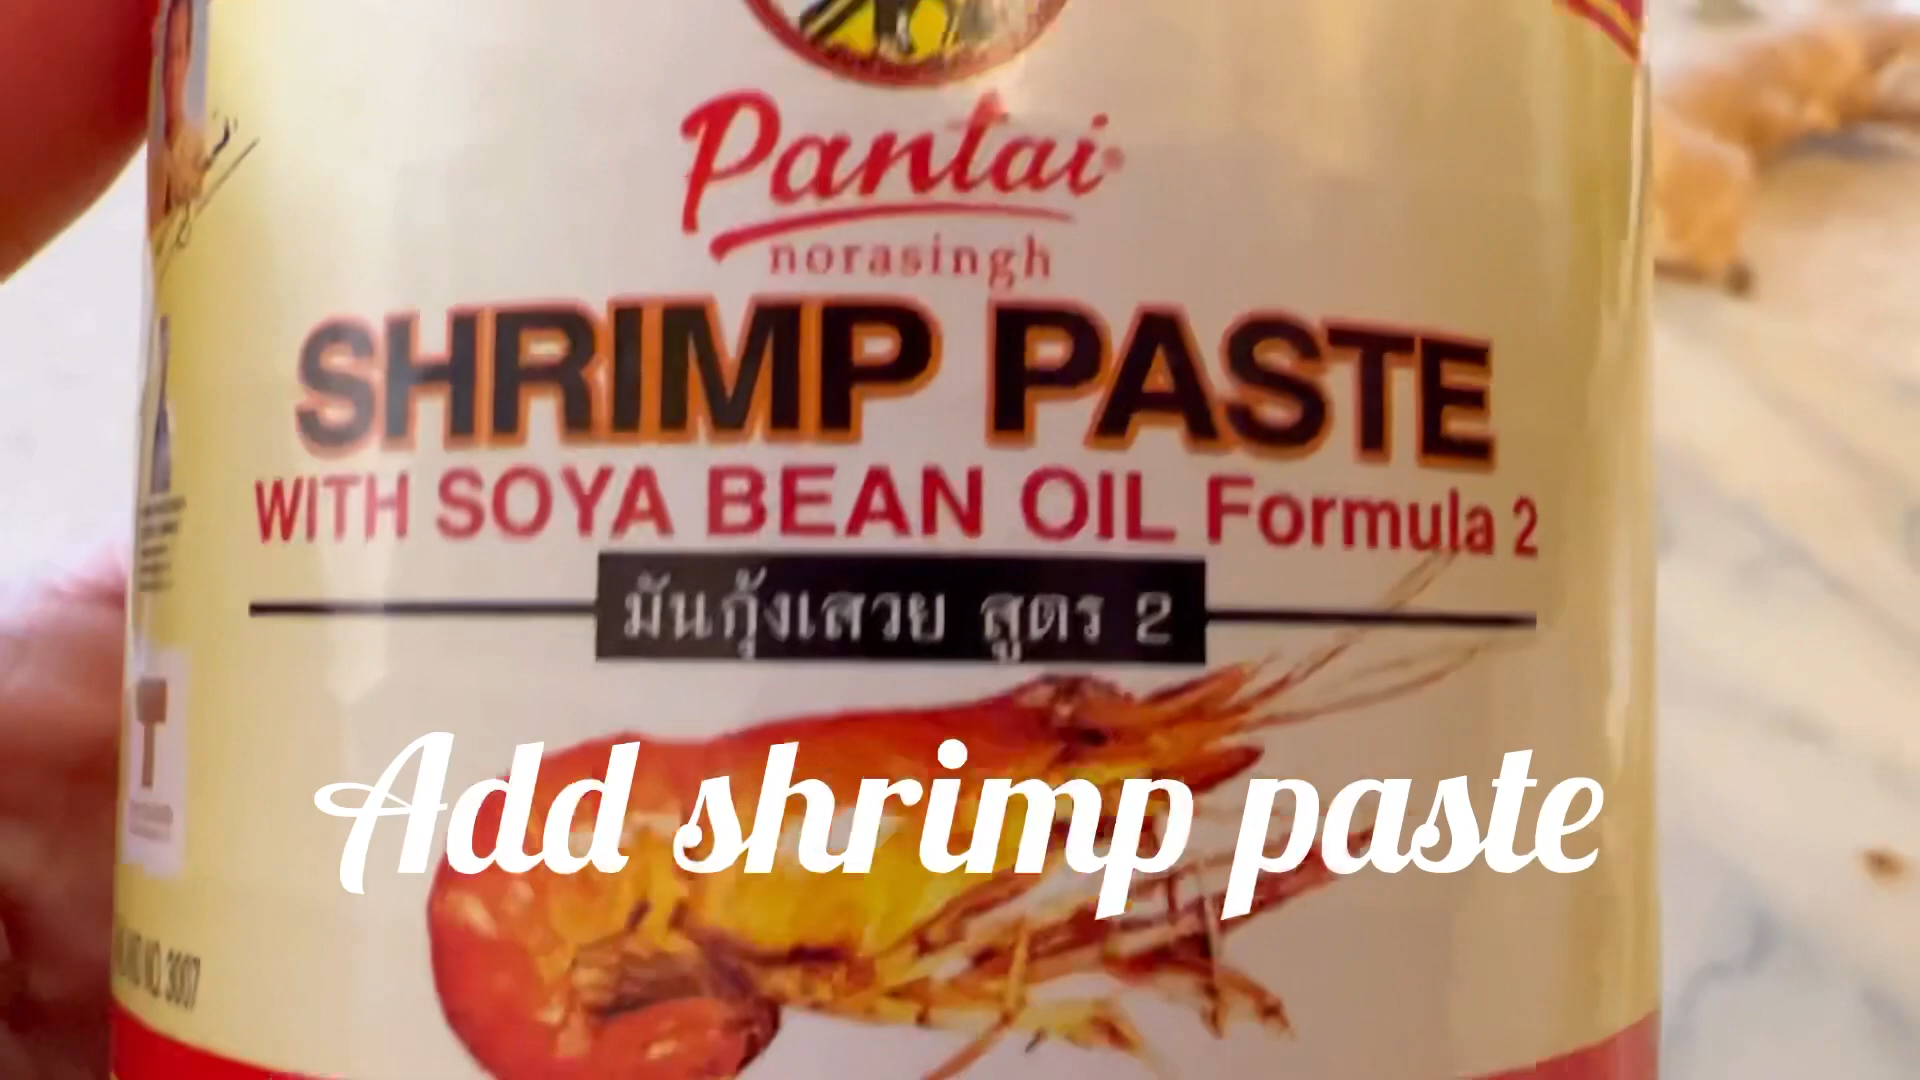 Pantai
norasingh
SHRIMP PASTE
WITH SOYA BEAN OIL Formula 2
มันกุ้งเสวย สูตร 2
Add shrimp paste